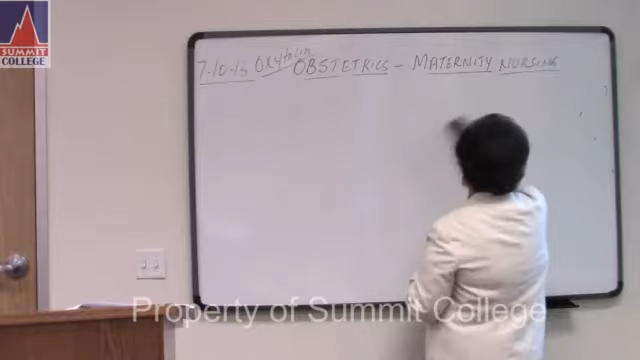 SUMMIT
COLLEGE
7-10-13 Oxytocin OBSTETRICS – MATERNITY NURSING
Property of Summit College